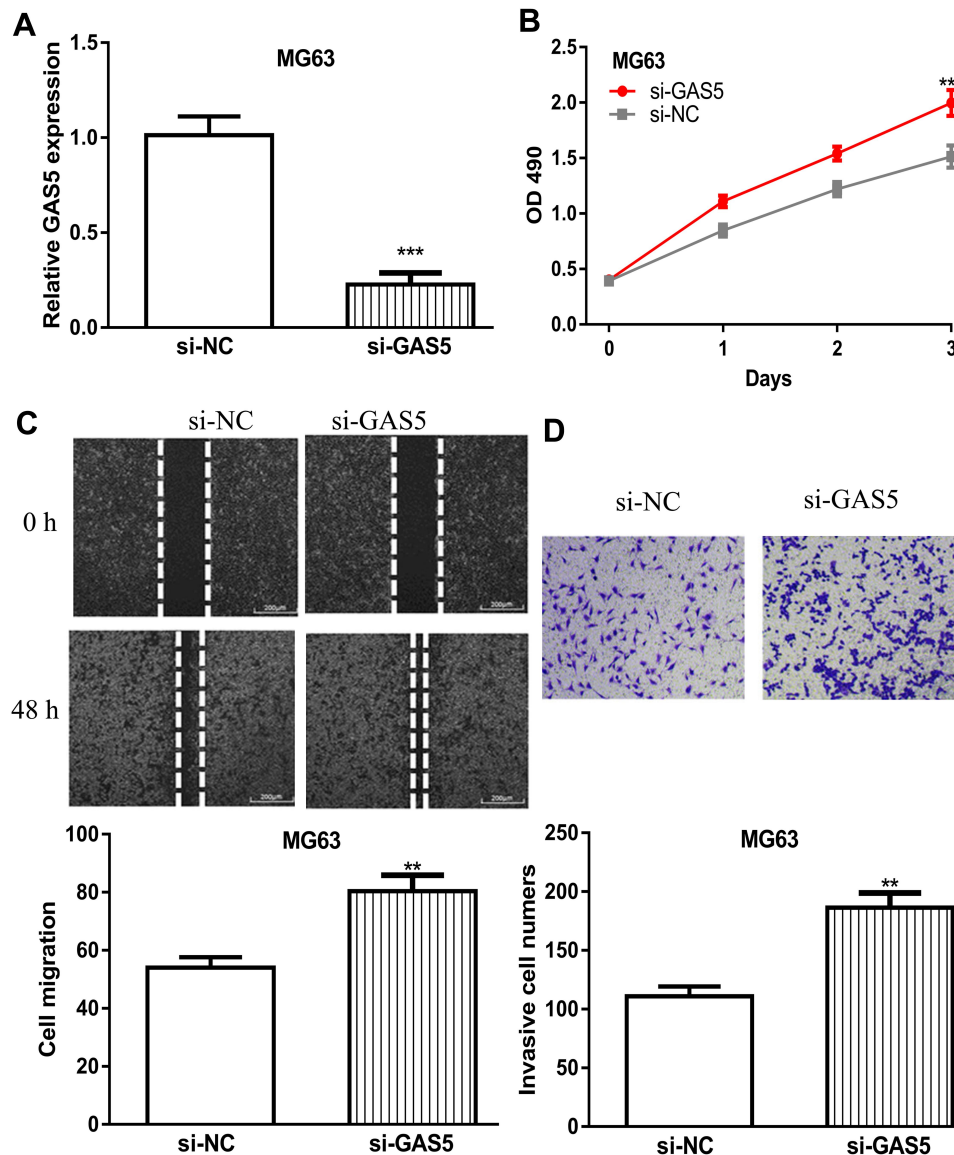 A
MG63
Relative GAS5 expression
1.5
1.0
0.5
0.0
***
si-NC si-GAS5
B
MG63
si-GAS5
si-NC
OD 490
2.5
2.0
1.5
1.0
0.5
0.0
**
0 1 2 3
Days
C
si-NC si-GAS5
0 h
200μm 200μm
48 h
200μm 200μm
MG63
Cell migration
100
80
60
40
20
0
**
si-NC si-GAS5
D
si-NC si-GAS5
MG63
Invasive cell numers
250
200
150
100
50
0
**
si-NC si-GAS5